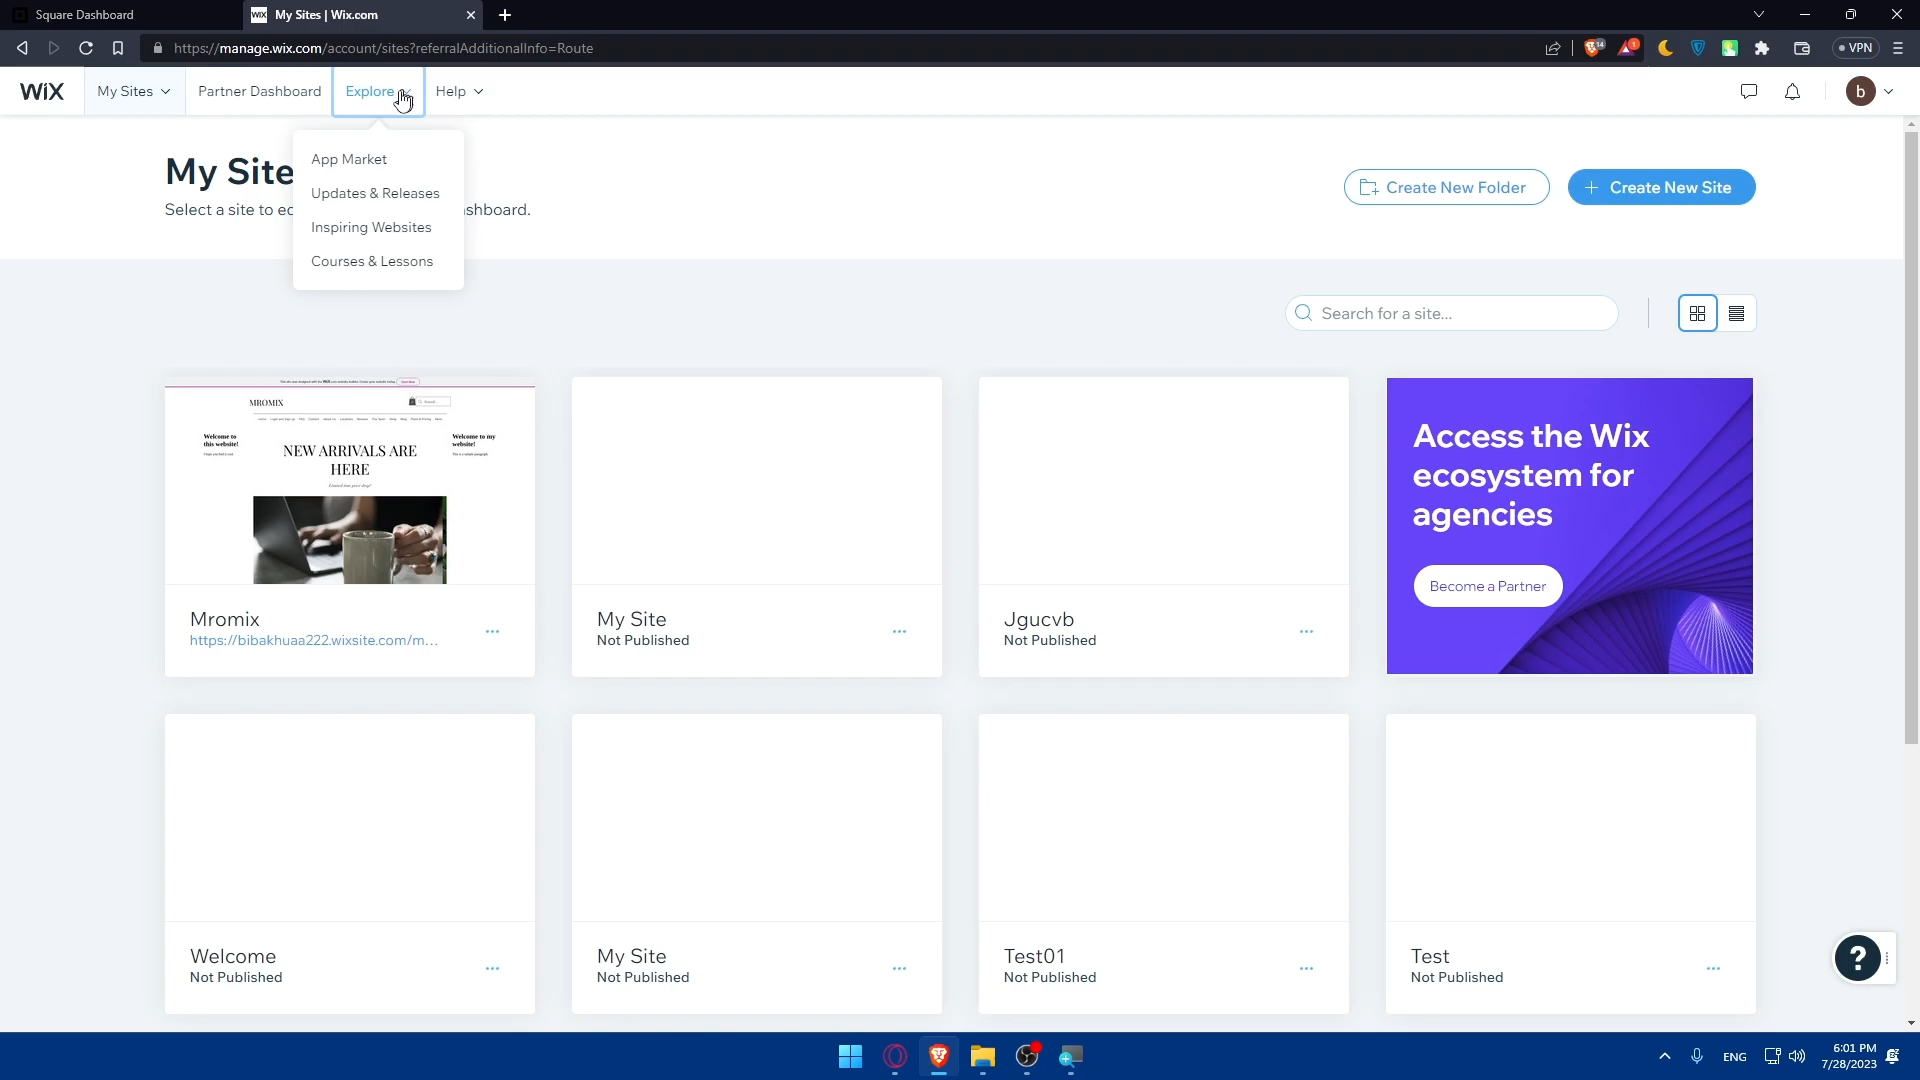 Square Dashboard
WiX My Sites | Wix.com
https://manage.wix.com/account/sites?referralAdditionalInfo=Route
14
1
VPN
WiX
My Sites
Partner Dashboard
Explore
Help
b
App Market
Updates & Releases
Inspiring Websites
Courses & Lessons
My Site
Select a site to ed
shboard.
Create New Folder
+ Create New Site
Search for a site...
MROMIX
Welcome to
this website!
NEW ARRIVALS ARE
HERE
Welcome to my
website!
Mromix
https://bibakhuaa222.wixsite.com/m...
My Site
Not Published
Jgucvb
Not Published
Access the Wix
ecosystem for
agencies
Become a Partner
Welcome
Not Published
My Site
Not Published
Test01
Not Published
Test
Not Published
?
ENG
6:01 PM
7/28/2023